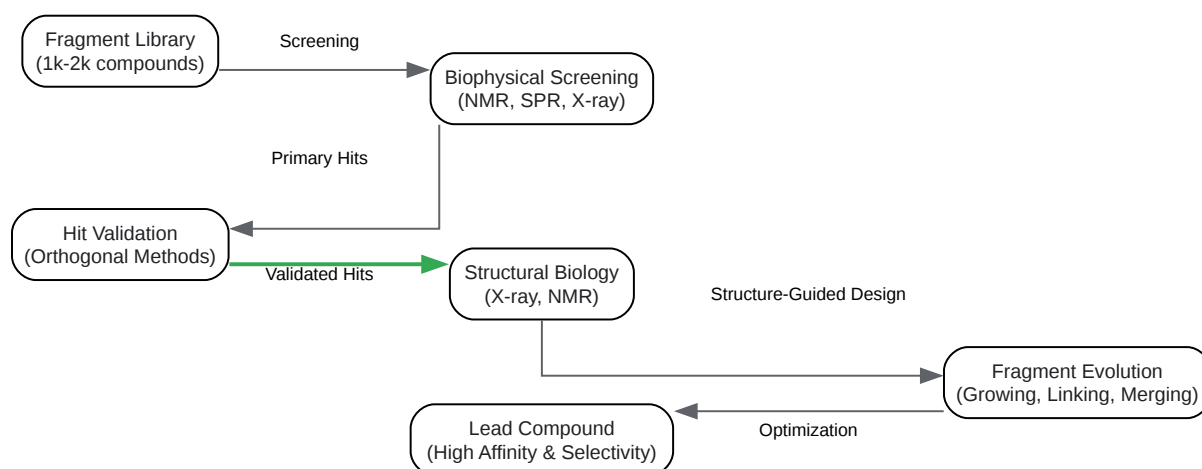 Fragment Library
(1k-2k compounds)
Screening
Biophysical Screening
(NMR, SPR, X-ray)
Primary Hits
Hit Validation
(Orthogonal Methods)
Validated Hits
Structural Biology
(X-ray, NMR)
Structure-Guided Design
Fragment Evolution
(Growing, Linking, Merging)
Optimization
Lead Compound
(High Affinity & Selectivity)